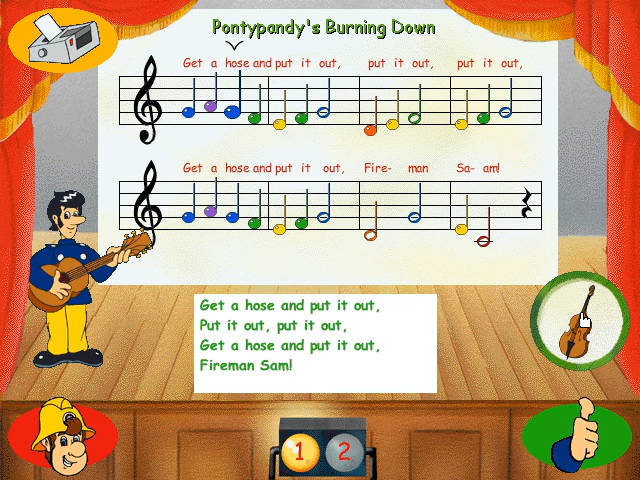 Pontypandy's Burning Down
Get a hose and put it out, put it out, put it out,
Get a hose and put it out, Fire- man Sa- am!
Get a hose and put it out,
Put it out, put it out,
Get a hose and put it out,
Fireman Sam!
1 2